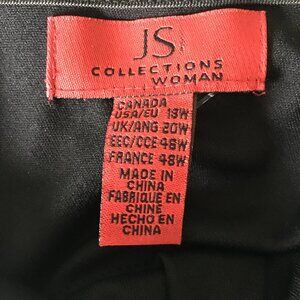 JS
COLLECTIONS
WOMAN
CANADA
USA/EU 18W
UK/ANG 20W
EEC/CCE 48W
FRANCE 48W
MADE IN
CHINA
FABRIQUE EN
CHINE
HECHO EN
CHINA